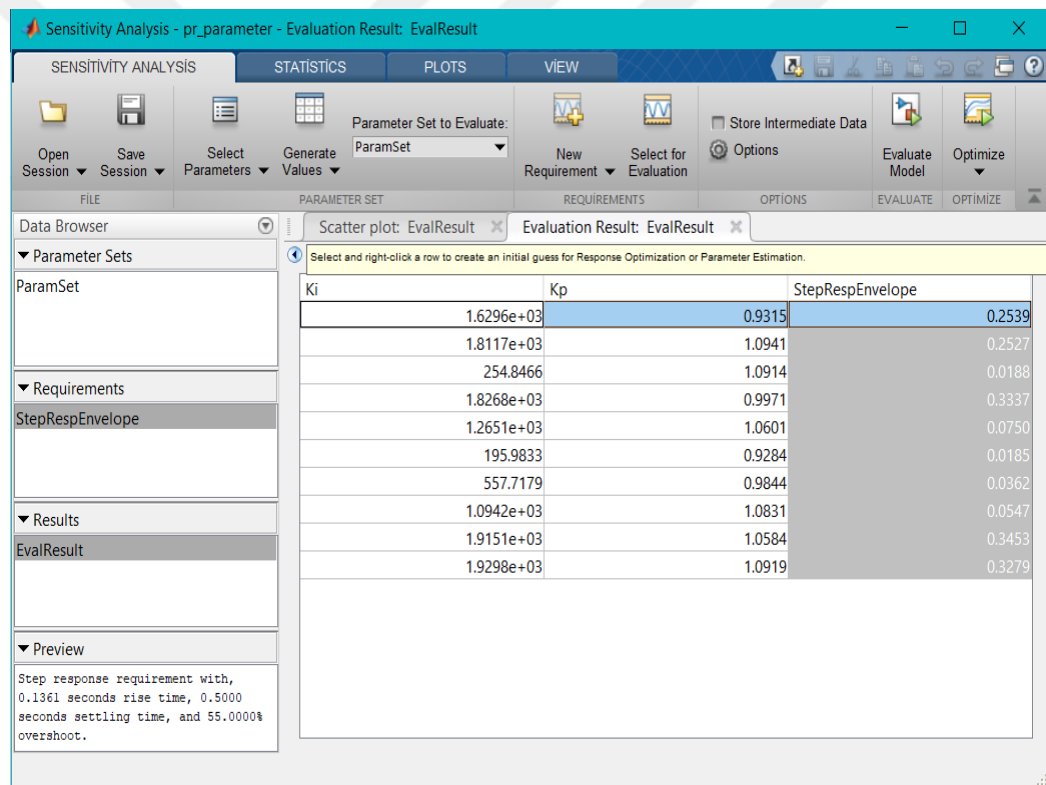 Sensitivity Analysis - pr_parameter - Evaluation Result: EvalResult
SENSİTİVİTY ANALYSİS STATİSTİCS PLOTS VİEW
Open Session
Save Session
Select Parameters
Generate Values
Parameter Set to Evaluate:
ParamSet
New Requirement
Select for Evaluation
Store Intermediate Data
Options
Evaluate Model
Optimize
FİLE PARAMETER SET REQUİREMENTS OPTİONS EVALUATE OPTİMİZE
Data Browser
Parameter Sets
ParamSet
Requirements
StepRespEnvelope
Results
EvalResult
Preview
Step response requirement with,
0.1361 seconds rise time, 0.5000
seconds settling time, and 55.0000%
overshoot.
Scatter plot: EvalResult Evaluation Result: EvalResult
Select and right-click a row to create an initial guess for Response Optimization or Parameter Estimation.
Ki Kp StepRespEnvelope
1.6296e+03 0.9315 0.2539
1.8117e+03 1.0941 0.2527
254.8466 1.0914 0.0188
1.8268e+03 0.9971 0.3337
1.2651e+03 1.0601 0.0750
195.9833 0.9284 0.0185
557.7179 0.9844 0.0362
1.0942e+03 1.0831 0.0547
1.9151e+03 1.0584 0.3453
1.9298e+03 1.0919 0.3279